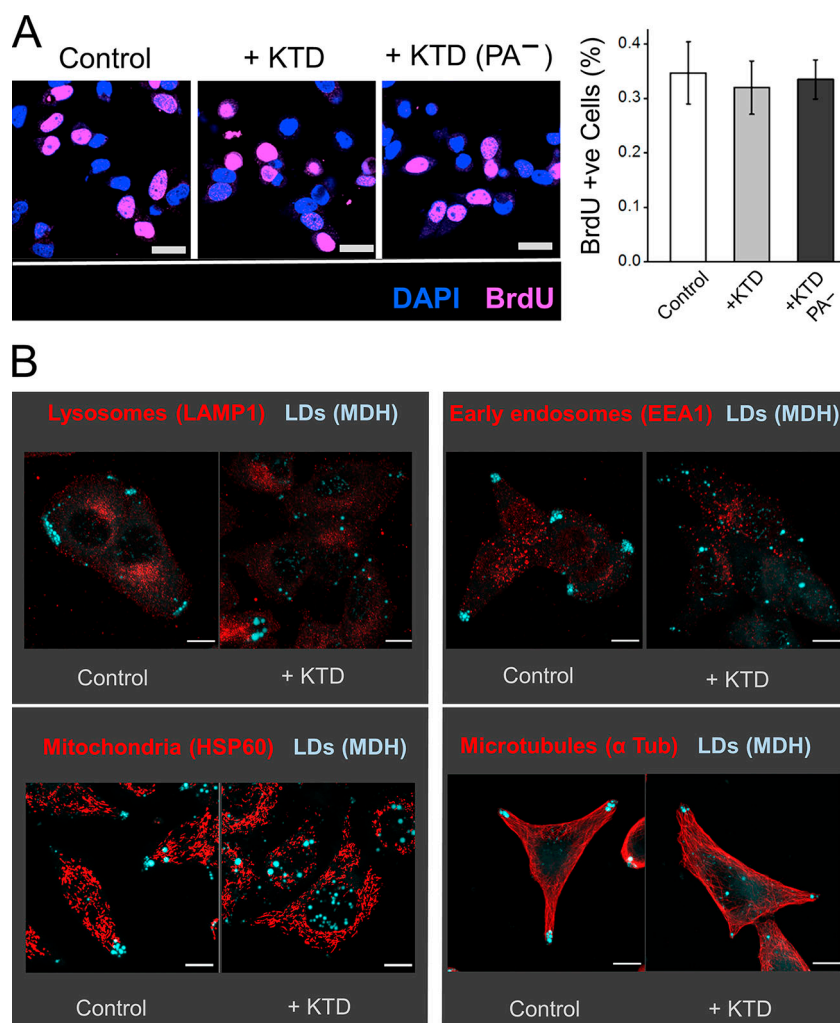 A
Control + KTD + KTD (PA⁻)
DAPI BrdU
BrdU +ve Cells (%)
0.4
0.3
0.2
0.1
0.0
Control
+KTD
+KTD
PA⁻
B
Lysosomes (LAMP1) LDs (MDH)
Control + KTD
Early endosomes (EEA1) LDs (MDH)
Control + KTD
Mitochondria (HSP60) LDs (MDH)
Control + KTD
Microtubules (α Tub) LDs (MDH)
Control + KTD